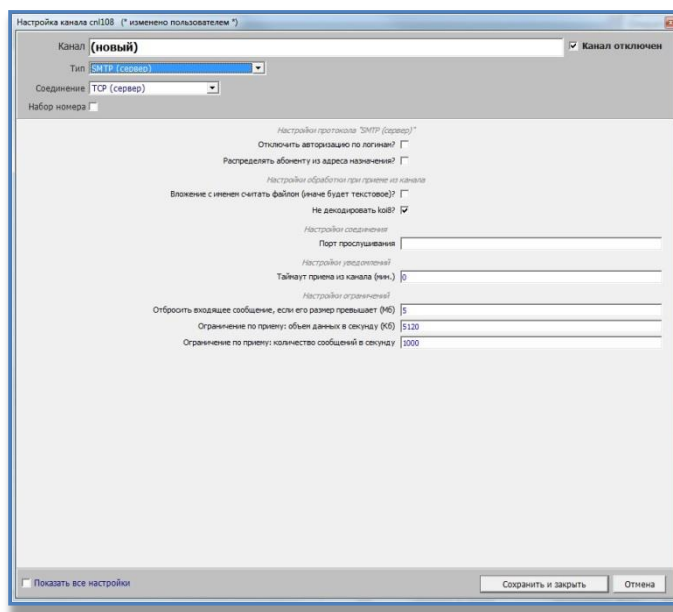 Настройка канала cnl108 (* изменено пользователем *)
Канал (новый) Канал отключен
Тип SMTP (сервер)
Соединение TCP (сервер)
Набор номера
Настройки протокола "SMTP (сервер)"
Отключить авторизацию по логинам?
Распределять абоненту из адреса назначения?
Настройки обработки при приеме из канала
Вложение с именем считать файлом (иначе будет текстовое)?
Не декодировать koi8?
Настройки соединения
Порт прослушивания
Настройки уведомлений
Таймаут приема из канала (мин.) 0
Настройки ограничений
Отбросить входящее сообщение, если его размер превышает (Мб) 5
Ограничение по приему: объем данных в секунду (Кб) 5120
Ограничение по приему: количество сообщений в секунду 1000
Показать все настройки Сохранить и закрыть Отмена